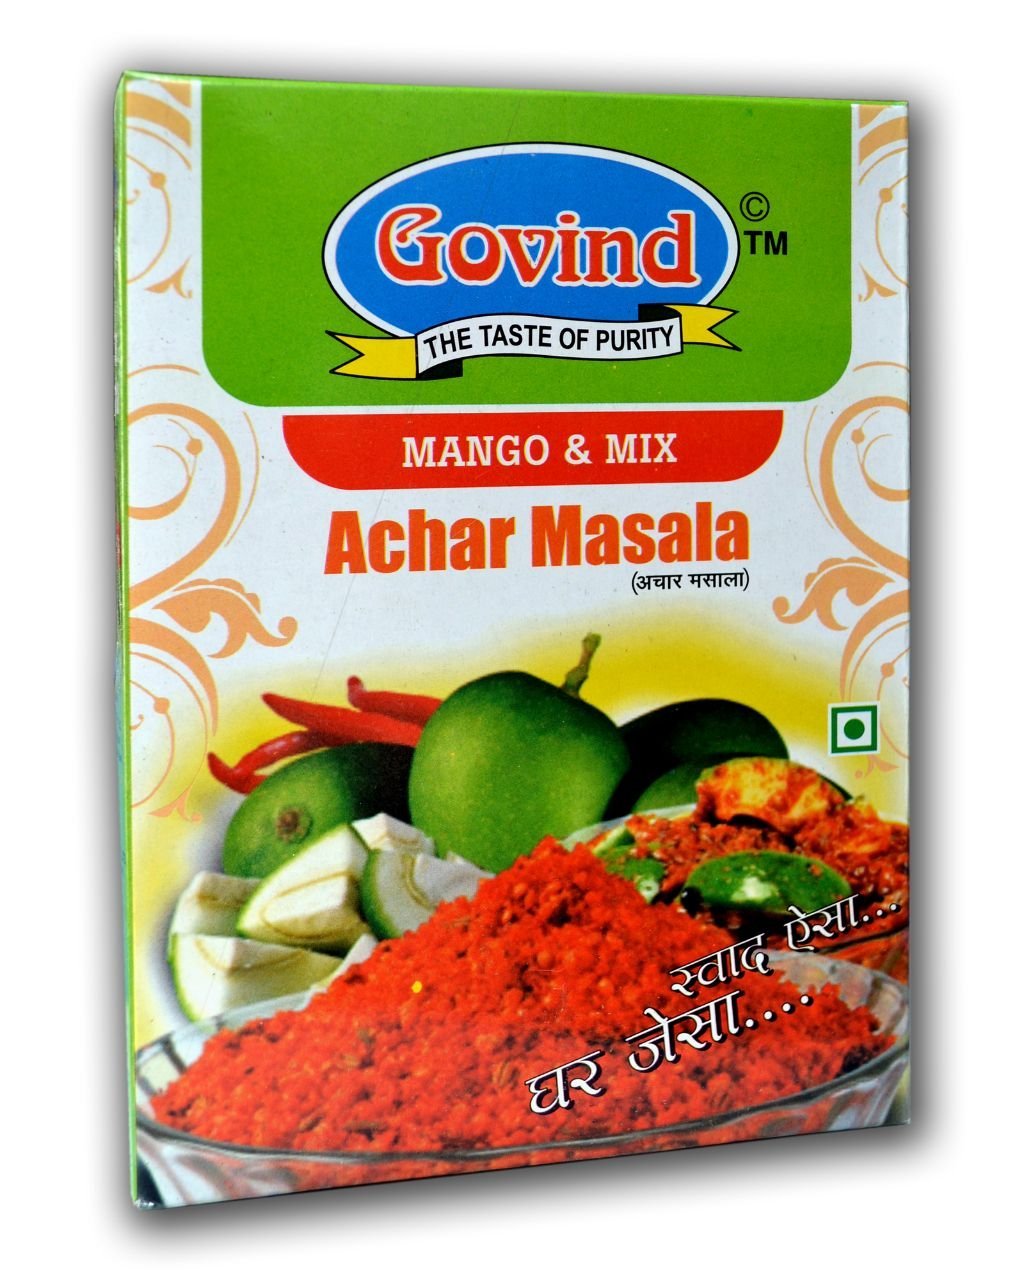 Govind
©
TM
THE TASTE OF PURITY
MANGO & MIX
Achar Masala
(अचार मसाला)
स्वाद ऐसा...
घर जेसा....